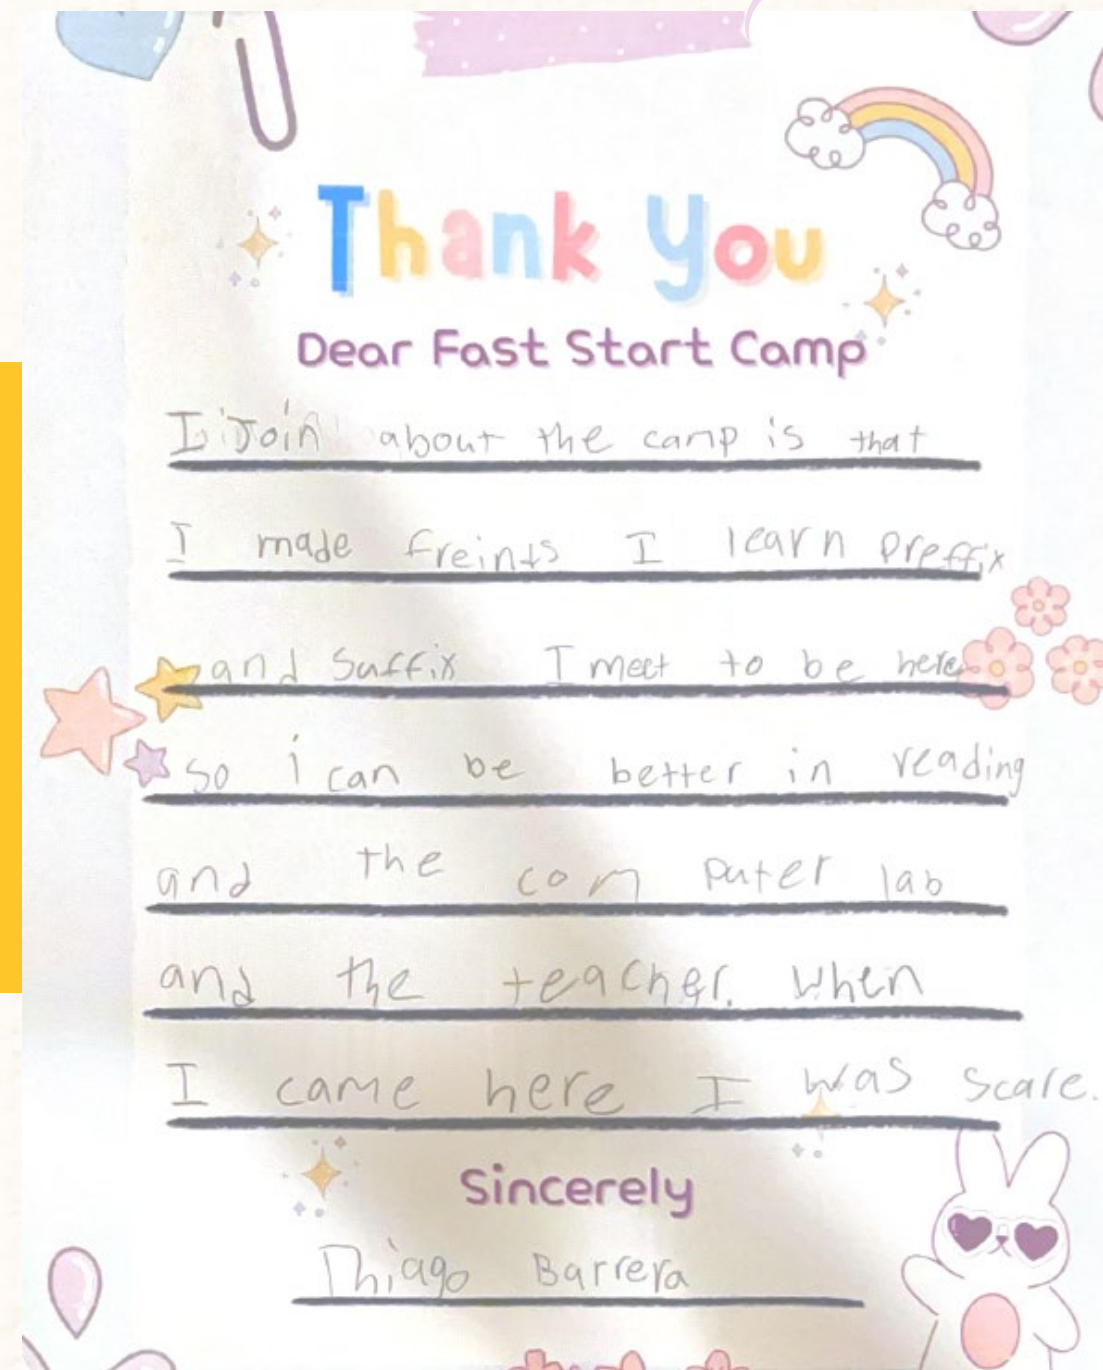 Thank You
Dear Fast Start Camp
I Join about the camp is that
I made freints I learn preffix
and Suffix I meet to be here
so i can be better in reading
and the com puter lab
and the teacher. When
I came here I was scare.
Sincerely
Thiago Barrera